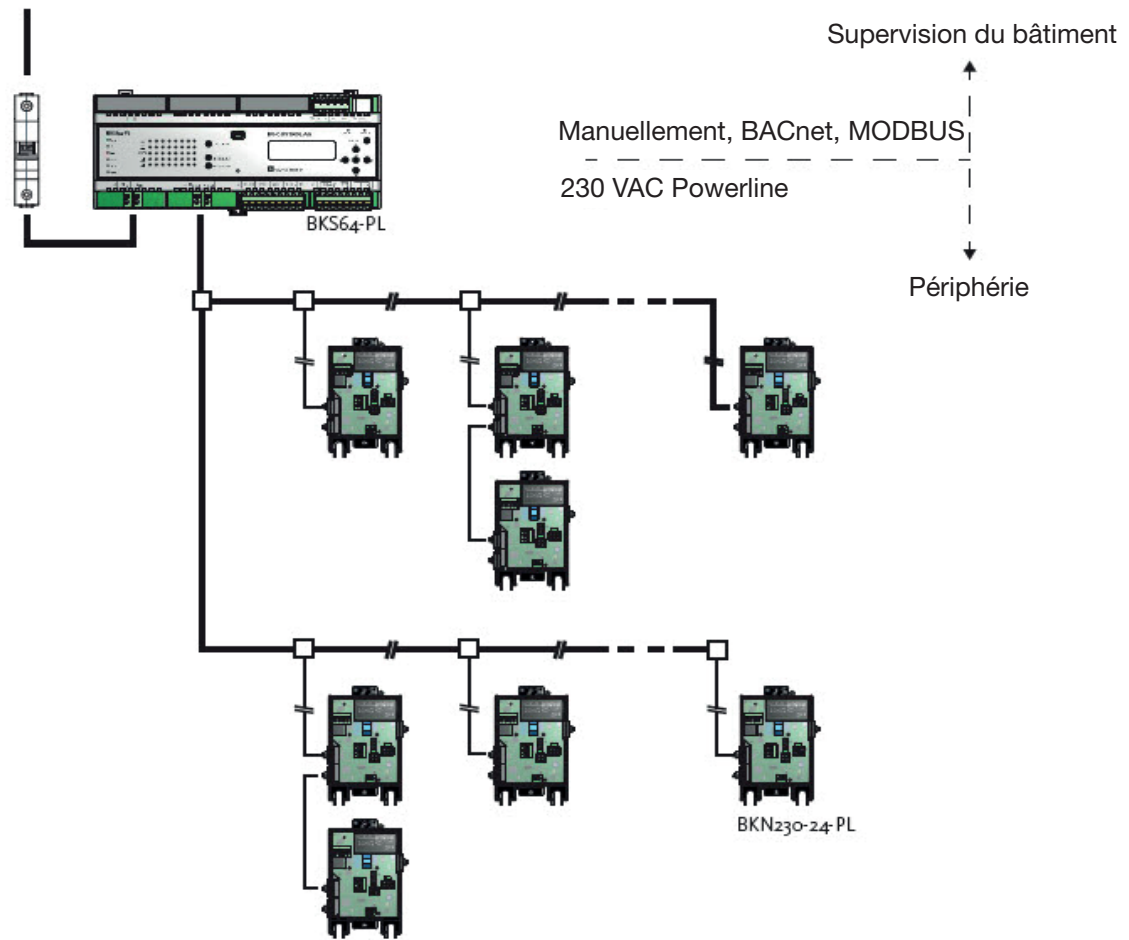 Supervision du bâtiment
Manuellement, BACnet, MODBUS
230 VAC Powerline
Périphérie
BKS64-PL
BKN230-24-PL